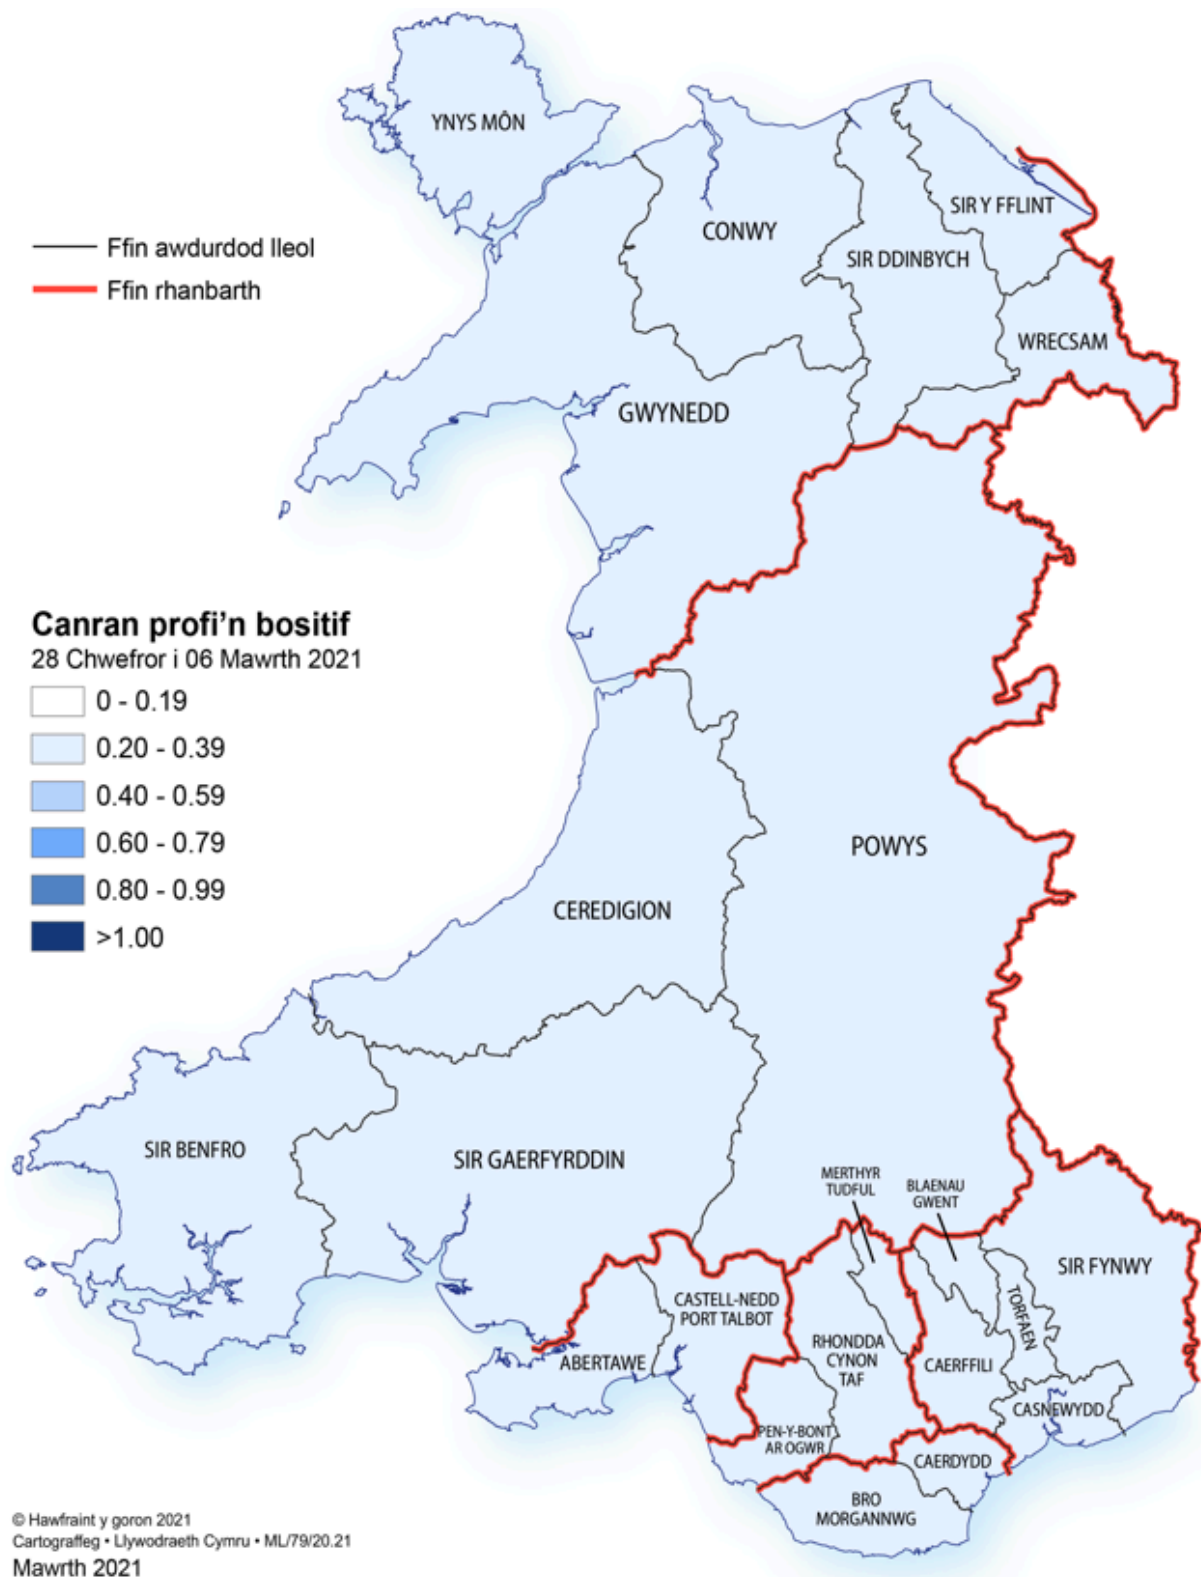 YNYS MÔN
Ffin awdurdod lleol
Ffin rhanbarth
CONWY
SIR Y FFLINT
SIR DDINBYCH
WRECSAM
GWYNEDD
Canran profi'n bositif
28 Chwefror i 06 Mawrth 2021
0 - 0.19
0.20 - 0.39
0.40 - 0.59
0.60 - 0.79
0.80 - 0.99
>1.00
POWYS
CEREDIGION
SIR BENFRO
SIR GAERFYRDDIN
MERTHYR
TUDFUL
BLAENAU
GWENT
SIR FYNWY
TORFAEN
CASTELL-NEDD
PORT TALBOT
ABERTAWE
RHONDDA
CYNON
TAF
CAERFFILI
CASNEWYDD
PEN-Y-BONT
AR OGWR
CAERDYDD
BRO
MORGANNWG
© Hawfraint y goron 2021
Cartograffeg • Llywodraeth Cymru • ML/79/20.21
Mawrth 2021